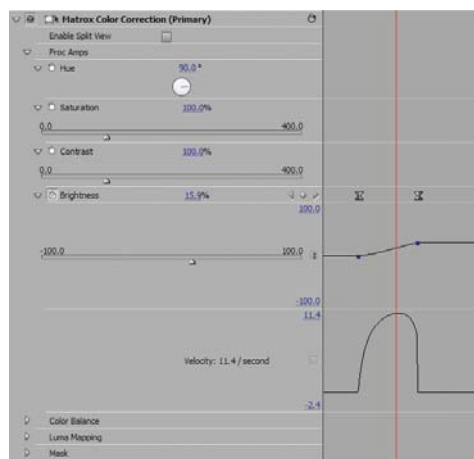 Matrox Color Correction (Primary)
Enable Split View
Proc Amps
Hue 90.0 °
Saturation 100.0%
0.0 400.0
Contrast 100.0%
0.0 400.0
Brightness 15.9%
100.0
-100.0 100.0
-100.0
11.4
Velocity: 11.4 / second
-2.4
Color Balance
Luma Mapping
Mask